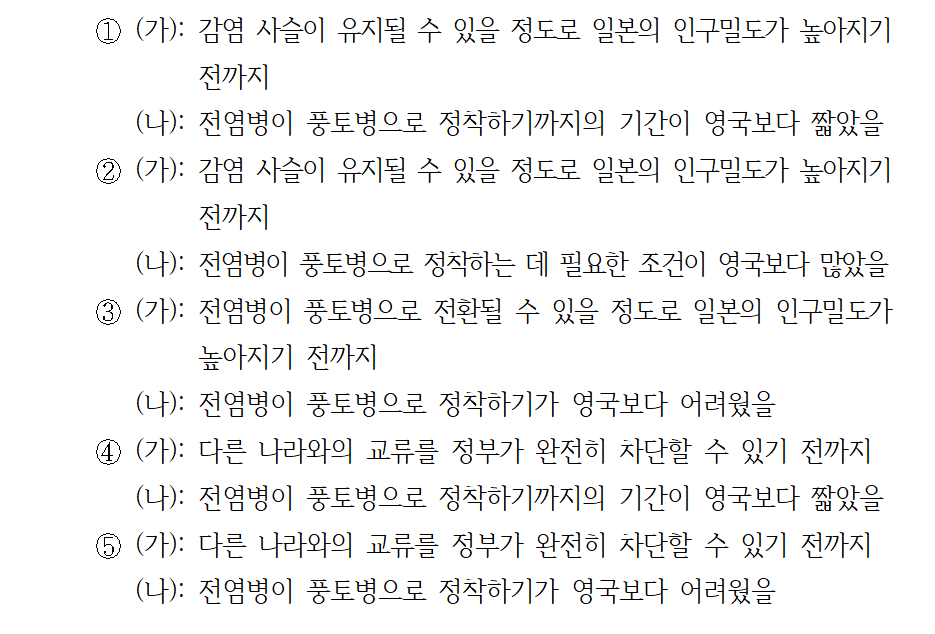 ① (가): 감염 사슬이 유지될 수 있을 정도로 일본의 인구밀도가 높아지기
전까지
(나): 전염병이 풍토병으로 정착하기까지의 기간이 영국보다 짧았을
② (가): 감염 사슬이 유지될 수 있을 정도로 일본의 인구밀도가 높아지기
전까지
(나): 전염병이 풍토병으로 정착하는 데 필요한 조건이 영국보다 많았을
③ (가): 전염병이 풍토병으로 전환될 수 있을 정도로 일본의 인구밀도가
높아지기 전까지
(나): 전염병이 풍토병으로 정착하기가 영국보다 어려웠을
④ (가): 다른 나라와의 교류를 정부가 완전히 차단할 수 있기 전까지
(나): 전염병이 풍토병으로 정착하기까지의 기간이 영국보다 짧았을
⑤ (가): 다른 나라와의 교류를 정부가 완전히 차단할 수 있기 전까지
(나): 전염병이 풍토병으로 정착하기가 영국보다 어려웠을